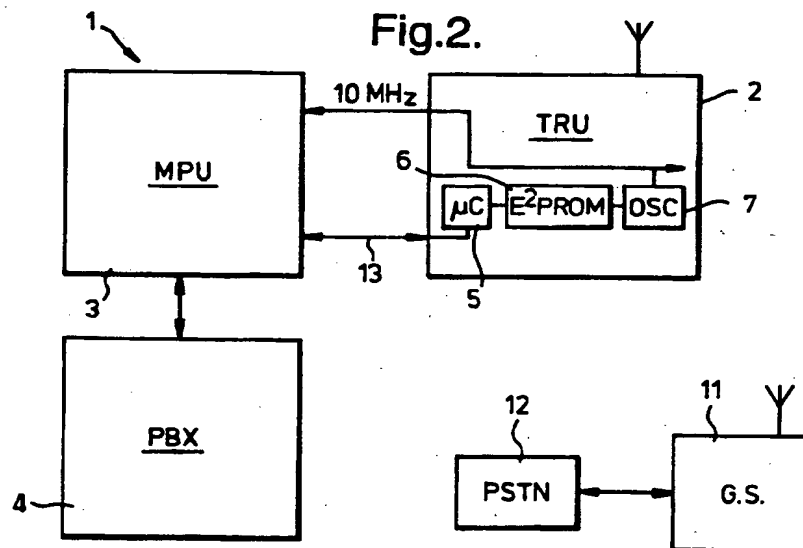 Fig.2.
1
10 MHz
2
TRU
MPU
6
µC
E²PROM
OSC
7
13
5
3
PBX
4
12
11
PSTN
G.S.